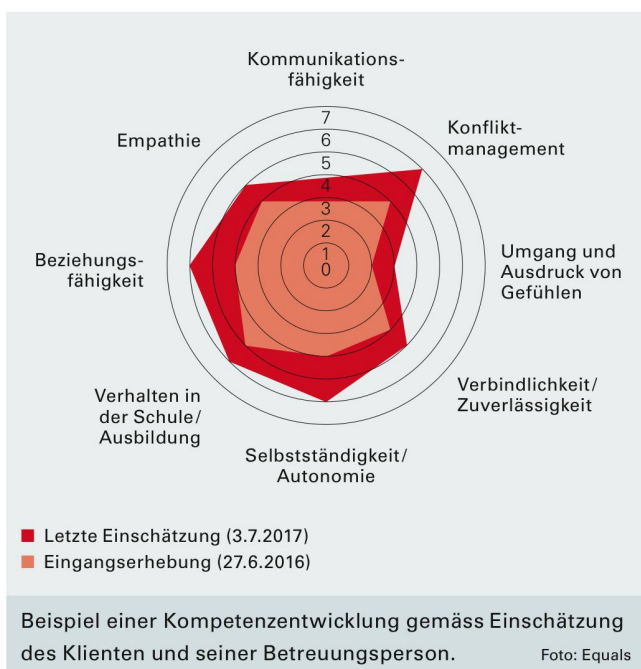 Kommunikations-
fähigkeit
Konflikt-
management
Umgang und
Ausdruck von
Gefühlen
Verbindlichkeit/
Zuverlässigkeit
Selbstständigkeit/
Autonomie
Verhalten in
der Schule/
Ausbildung
Beziehungs-
fähigkeit
Empathie
7
6
5
4
3
2
1
0
Letzte Einschätzung (3.7.2017)
Eingangserhebung (27.6.2016)
Beispiel einer Kompetenzentwicklung gemäss Einschätzung
des Klienten und seiner Betreuungsperson.
Foto: Equals